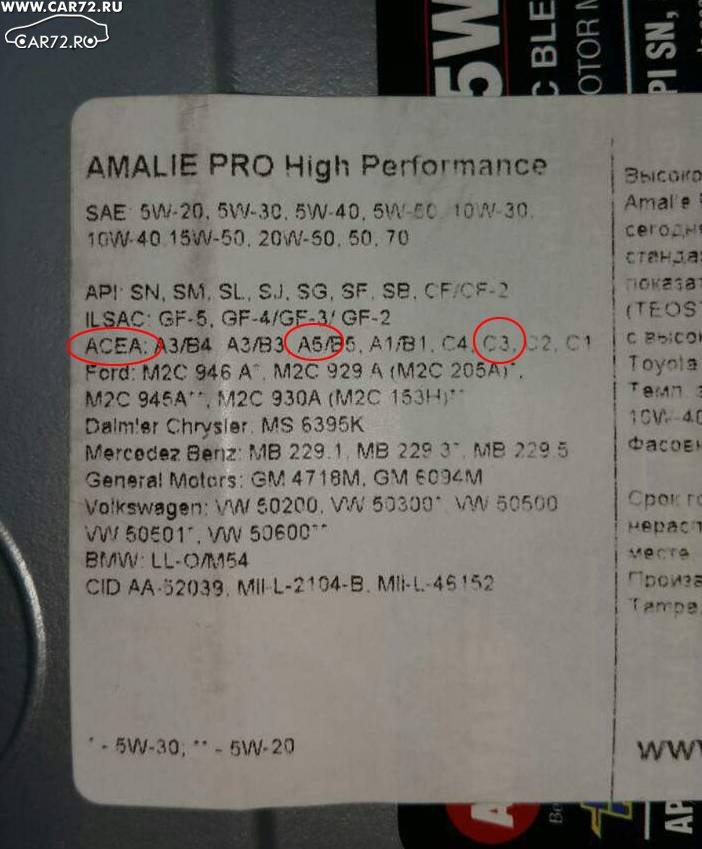 WWW.CAR72.RU
CAR72.RU
5W
C BLE
OTOR M
PI SN,
AMALIE PRO High Performance
SAE: 5W-20, 5W-30, 5W-40, 5W-50, 10W-30,
10W-40 15W-50, 20W-50, 50, 70
API: SN, SM, SL, SJ, SG, SF, SB, CF/CF-2
ILSAC: GF-5, GF-4/GF-3/ GF-2
ACEA: A3/B4 A3/B3 A5/B5, A1/B1, C4, C3, C2, C1
Ford: M2C 946 A*, M2C 929 A (M2C 205A)*,
M2C 945A**, M2C 930A (M2C 153H)**
Daimler Chrysler: MS 6395K
Mercedez Benz: MB 229.1, MB 229 3*, MB 229.5
General Motors: GM 4718M, GM 6094M
Volkswagen: VW 50200, VW 50300*, VW 50500
VW 50501*, VW 50600**
BMW: LL-O/M54
CID AA-52039, MIl-L-2104-B, MIl-L-46152
* - 5W-30; ** - 5W-20
Высоко
Amalie
сегодня
станда
показат
(TEOST
с высок
Toyota
Темп. з
10W-40
Фасовк
Срок го
нерасп
месте
Произв
Tampa,
www
AP